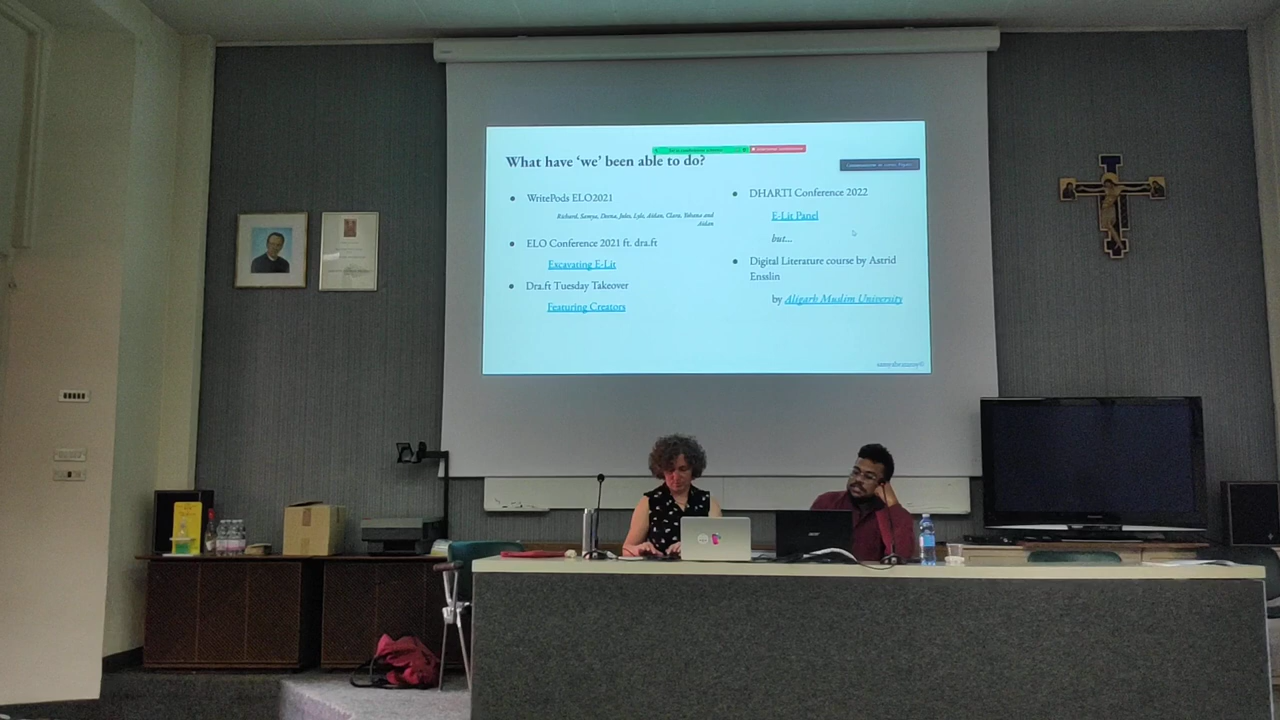 What have ‘we’ been able to do?
● WritePods ELO2021
Richard, Samya, Deena, John, Lyle, Aidan, Clara, Yohana and
Aidan
● ELO Conference 2021 ft. dra.ft
Excavating E-Lit
● Dra.ft Tuesday Takeover
Featuring Creators
● DHARTI Conference 2022
E-Lit Panel
but...
● Digital Literature course by Astrid
Ensslin
by Aligarh Muslim University
acer